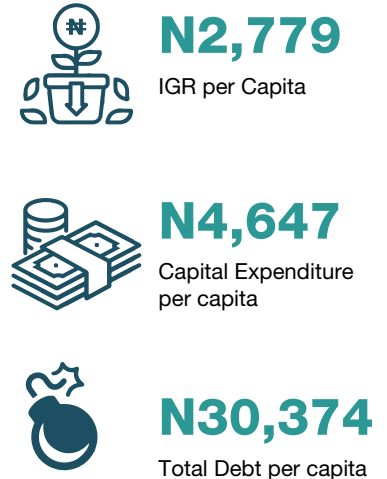 ₦
N2,779
IGR per Capita
N4,647
Capital Expenditure
per capita
N30,374
Total Debt per capita